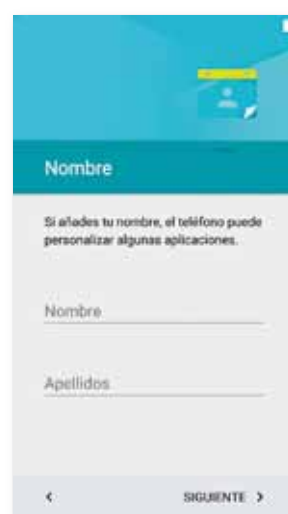 Nombre
Si añades tu nombre, el teléfono puede
personalizar algunas aplicaciones.
Nombre
Apellidos
SIGUIENTE